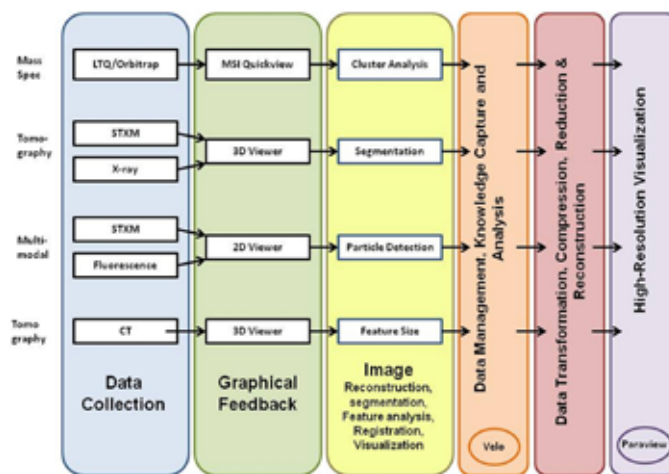 Mass
Spec
LTQ/Orbitrap
MSI Quickview
Cluster Analysis
Tomo-
graphy
STXM
X-ray
3D Viewer
Segmentation
Multi-
modal
STXM
Fluorescence
2D Viewer
Particle Detection
Tomo
graphy
CT
3D Viewer
Feature Size
Data
Collection
Graphical
Feedback
Image
Reconstruction,
segmentation,
Feature analysis,
Registration,
Visualization
Data Management, Knowledge Capture and
Analysis
Velo
Data Transformation, Compression, Reduction &
Reconstruction
High-Resolution Visualization
Paraview